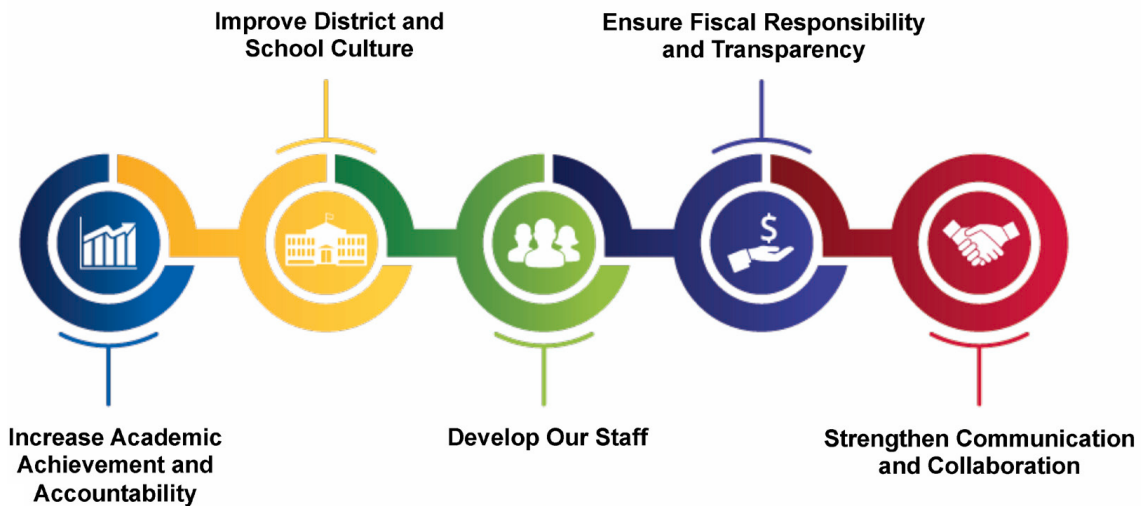 Improve District and
School Culture
Ensure Fiscal Responsibility
and Transparency
$
Increase Academic
Achievement and
Accountability
Develop Our Staff
Strengthen Communication
and Collaboration